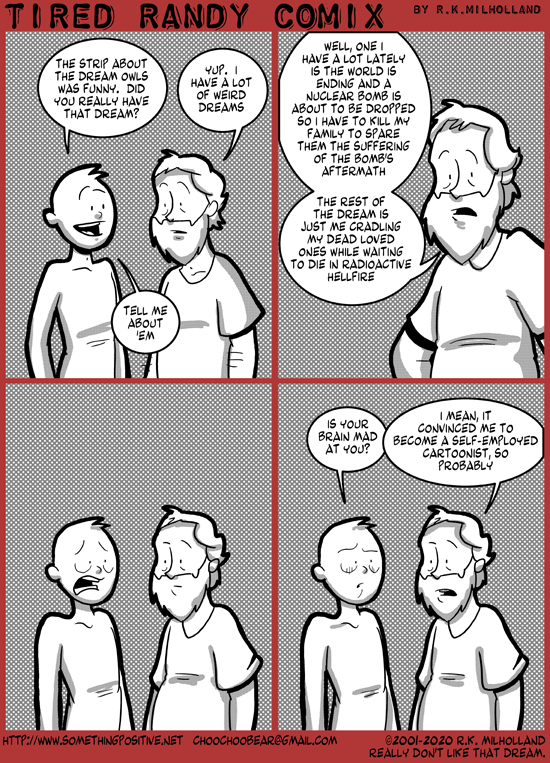 TIRED RANDY COMIX
BY R.K.MILHOLLAND
THE STRIP ABOUT
THE DREAM OWLS
WAS FUNNY. DID
YOU REALLY HAVE
THAT DREAM?
YUP. I
HAVE A LOT
OF WEIRD
DREAMS
TELL ME
ABOUT
'EM
WELL, ONE I
HAVE A LOT LATELY
IS THE WORLD IS
ENDING AND A
NUCLEAR BOMB IS
ABOUT TO BE DROPPED
SO I HAVE TO KILL MY
FAMILY TO SPARE
THEM THE SUFFERING
OF THE BOMB'S
AFTERMATH
THE REST OF
THE DREAM IS
JUST ME CRADLING
MY DEAD LOVED
ONES WHILE WAITING
TO DIE IN RADIOACTIVE
HELLFIRE
IS YOUR
BRAIN MAD
AT YOU?
I MEAN, IT
CONVINCED ME TO
BECOME A SELF-EMPLOYED
CARTOONIST, SO
PROBABLY
HTTP://WWW.SOMETHINGPOSITIVE.NET CHOOCHOOBEAR@GMAIL.COM
©2001-2020 R.K. MILHOLLAND
REALLY DON'T LIKE THAT DREAM.